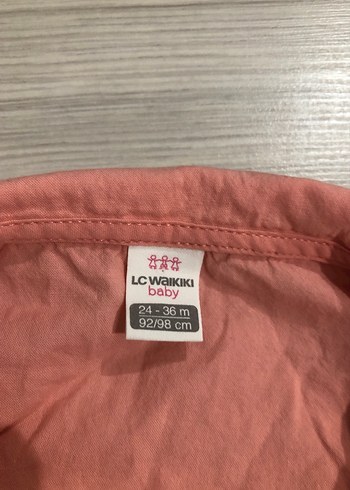 LC WAIKIKI
baby
24 - 36 m
92/98 cm